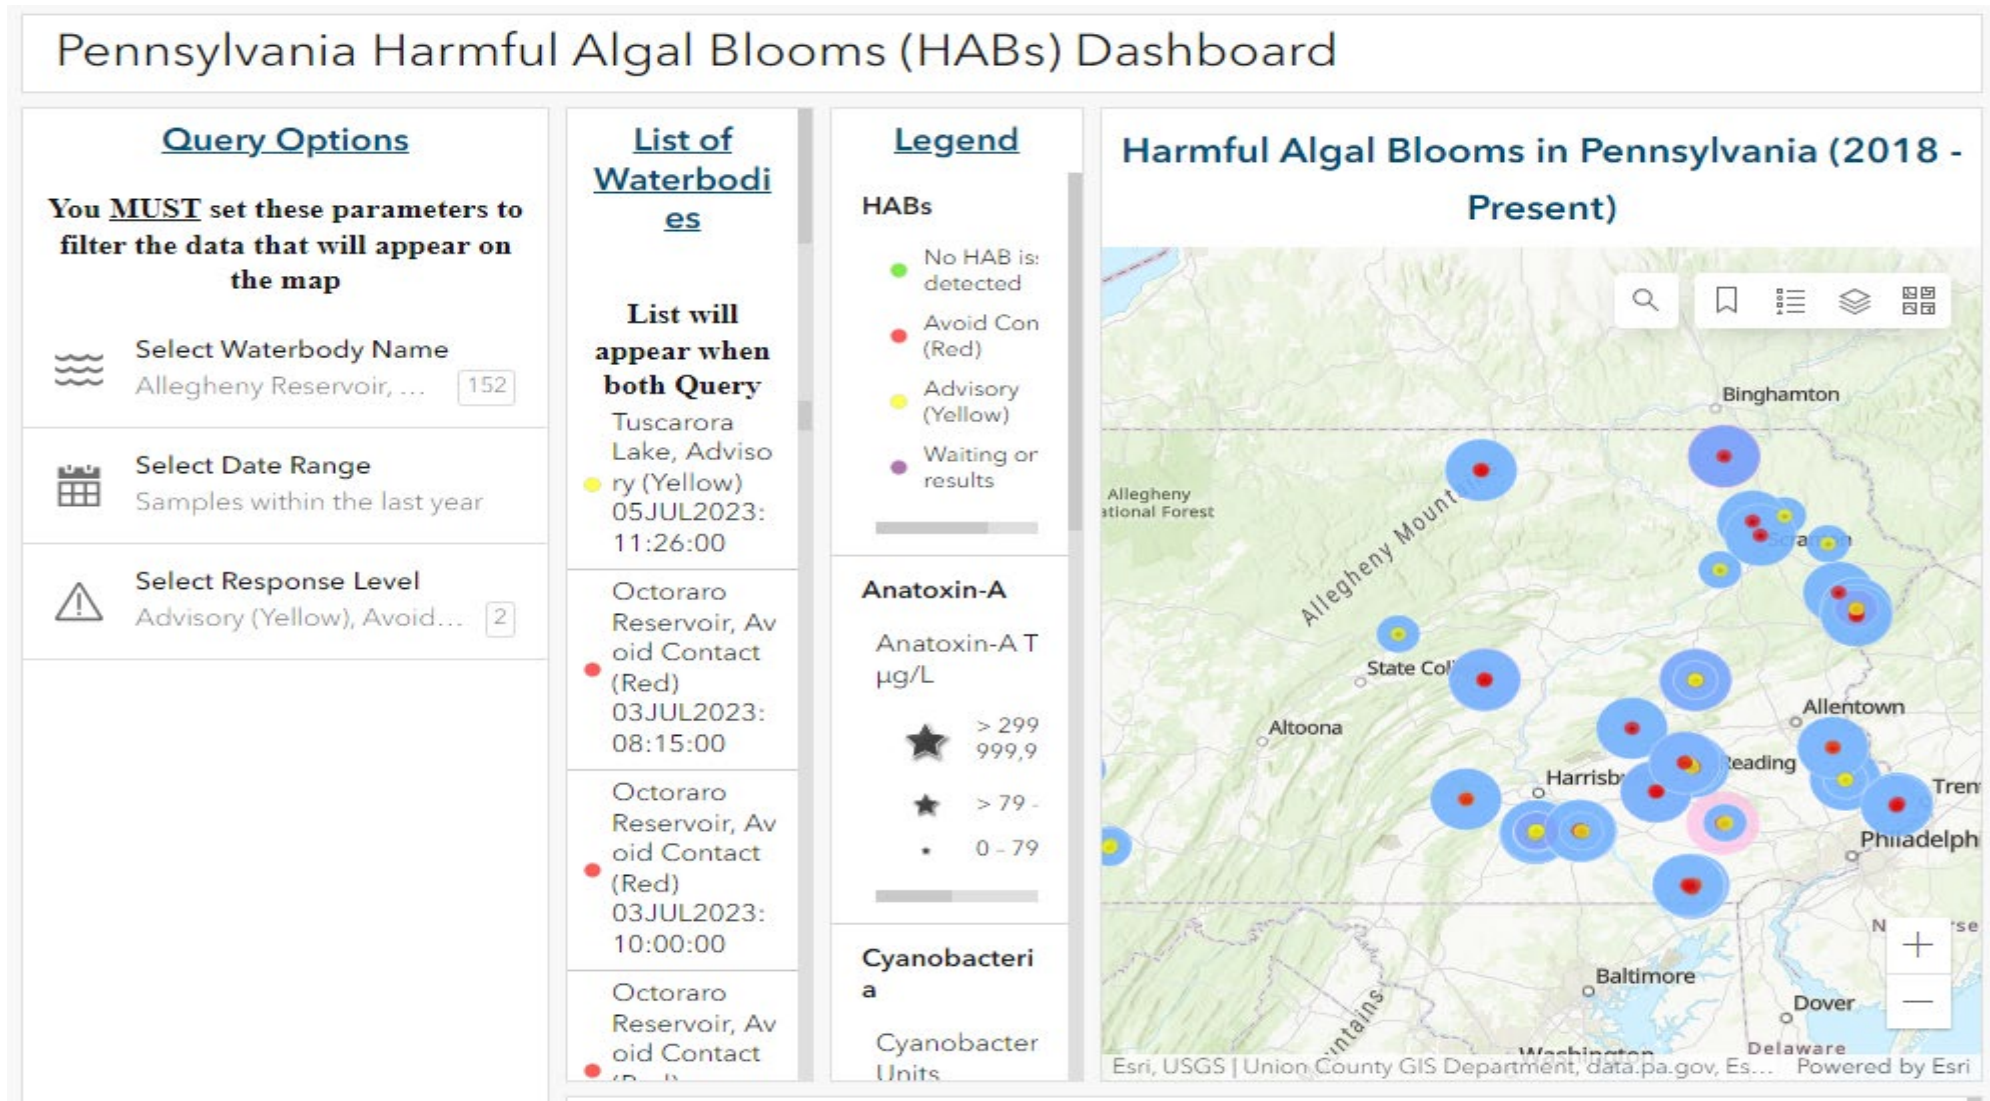 Pennsylvania Harmful Algal Blooms (HABs) Dashboard
Query Options
You MUST set these parameters to
filter the data that will appear on
the map
Select Waterbody Name
Allegheny Reservoir, ...
152
Select Date Range
Samples within the last year
Select Response Level
Advisory (Yellow), Avoid...
2
List of
Waterbodi
es
List will
appear when
both Query
Tuscarora
Lake, Adviso
ry (Yellow)
05JUL2023:
11:26:00
Octoraro
Reservoir, Av
oid Contact
(Red)
03JUL2023:
08:15:00
Octoraro
Reservoir, Av
oid Contact
(Red)
03JUL2023:
10:00:00
Octoraro
Reservoir, Av
oid Contact
Legend
HABs
No HAB is
detected
Avoid Con
(Red)
Advisory
(Yellow)
Waiting or
results
Anatoxin-A
Anatoxin-A T
µg/L
> 299
999,9
> 79 -
0 - 79
Cyanobacteri
a
Cyanobacter
Units
Harmful Algal Blooms in Pennsylvania (2018 -
Present)
Binghamton
Allegheny
ational Forest
Allegheny Mountai
Scranton
State Col
Altoona
Allentown
Reading
Harrisb
Tren
Philadelph
Baltimore
Dover
Washington
Delaware
untains
N
rse
Esri, USGS | Union County GIS Department, data.pa.gov, Es...
Powered by Esri